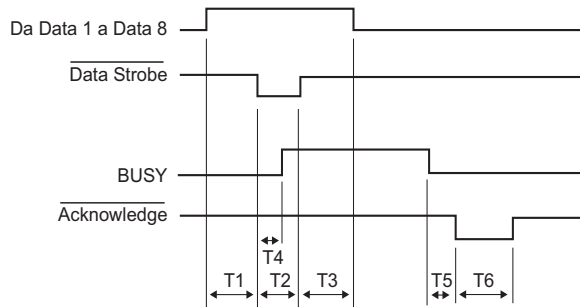 Da Data 1 a Data 8
Data Strobe
BUSY
Acknowledge
T4
T1 T2 T3 T5 T6